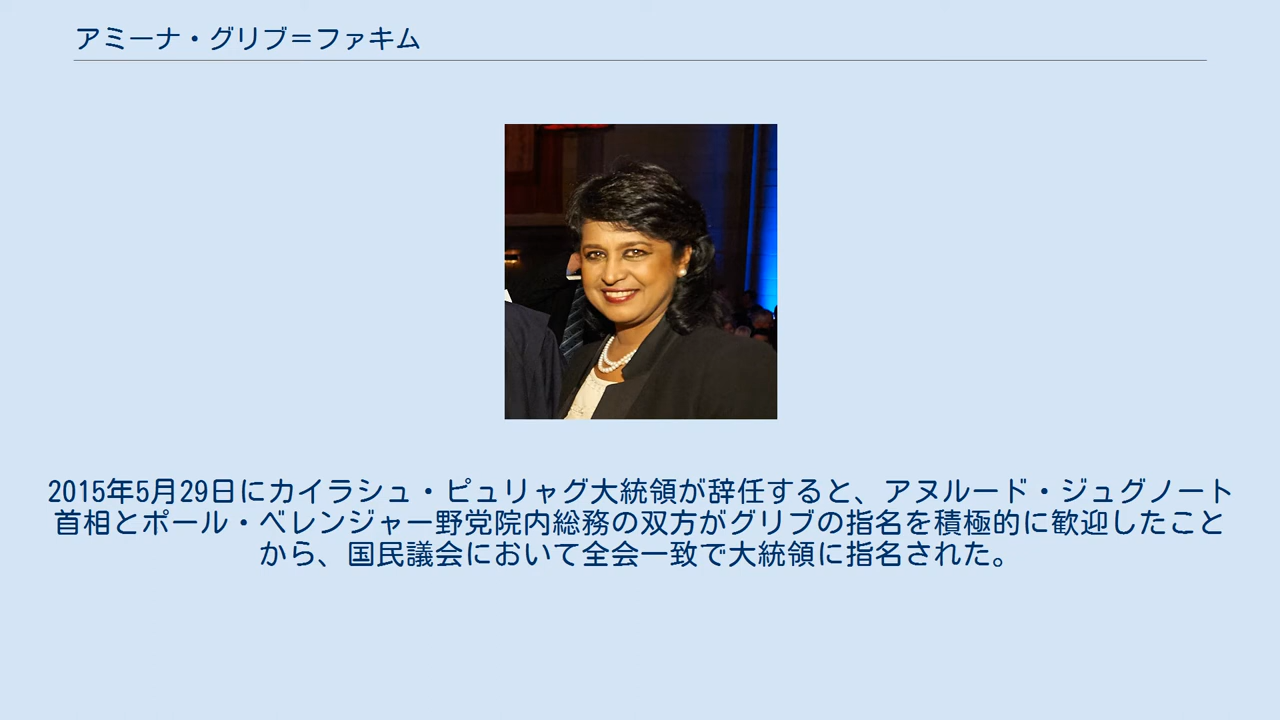 アミーナ・グリブ＝ファキム
2015年5月29日にカイラシュ・ピュリャグ大統領が辞任すると、アヌルード・ジュグノート
首相とポール・ベレンジャー野党院内総務の双方がグリブの指名を積極的に歓迎したこと
から、国民議会において全会一致で大統領に指名された。